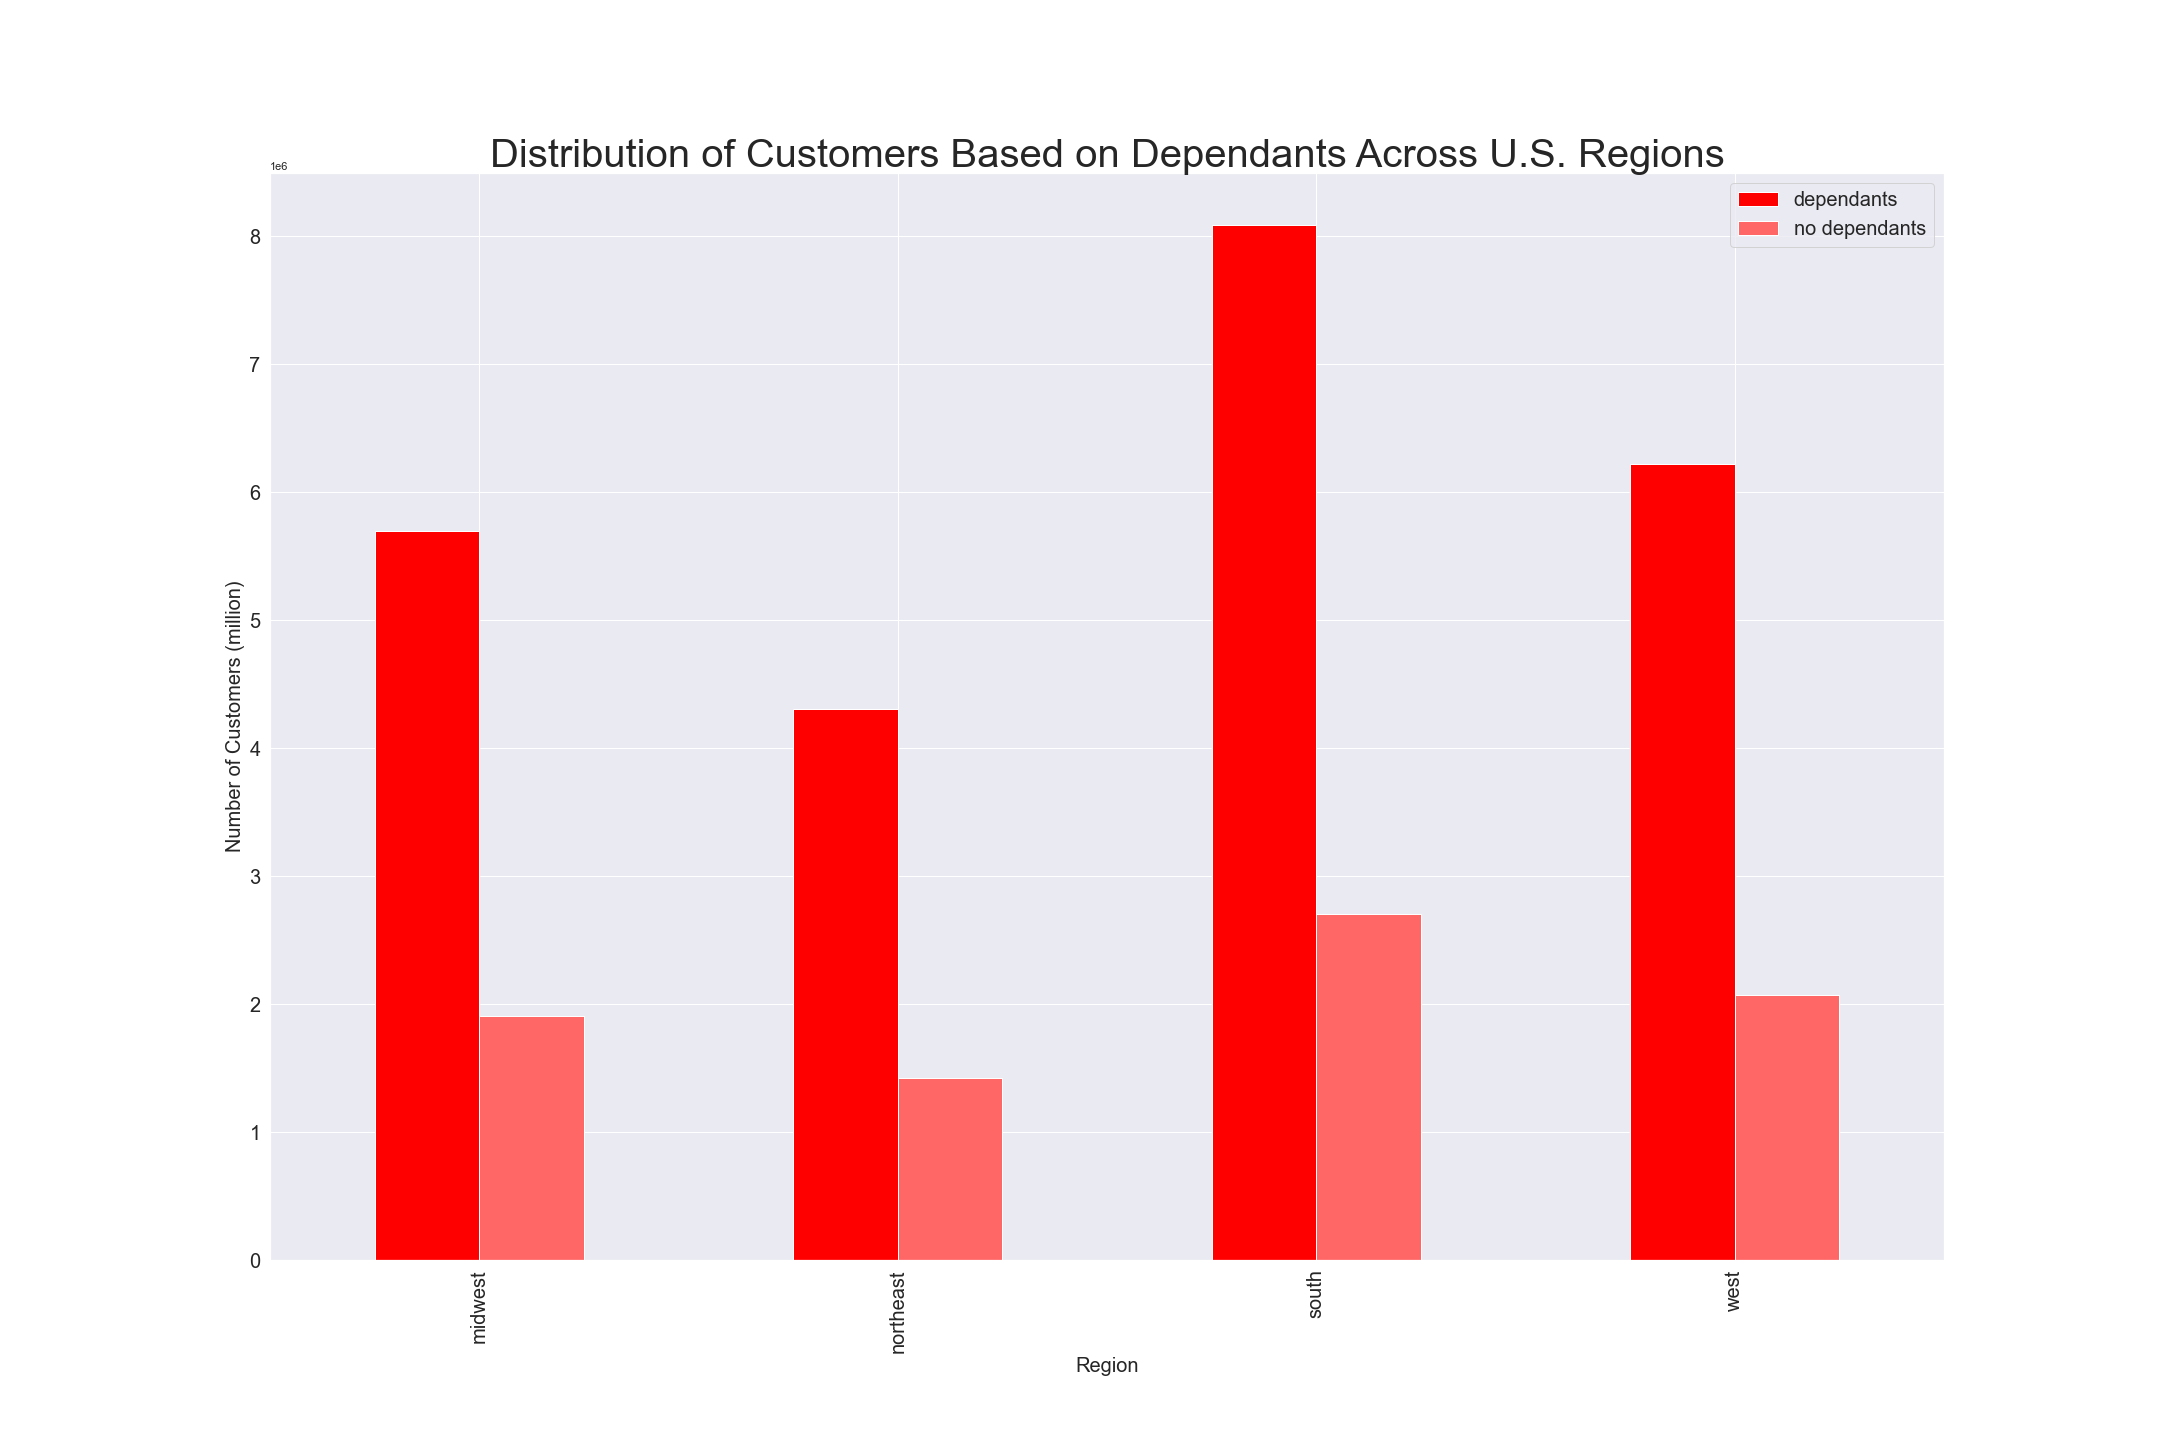 Distribution of Customers Based on Dependants Across U.S. Regions
1e6
dependants
no dependants
8
7
6
5
4
3
2
1
0
Number of Customers (million)
midwest
northeast
south
west
Region